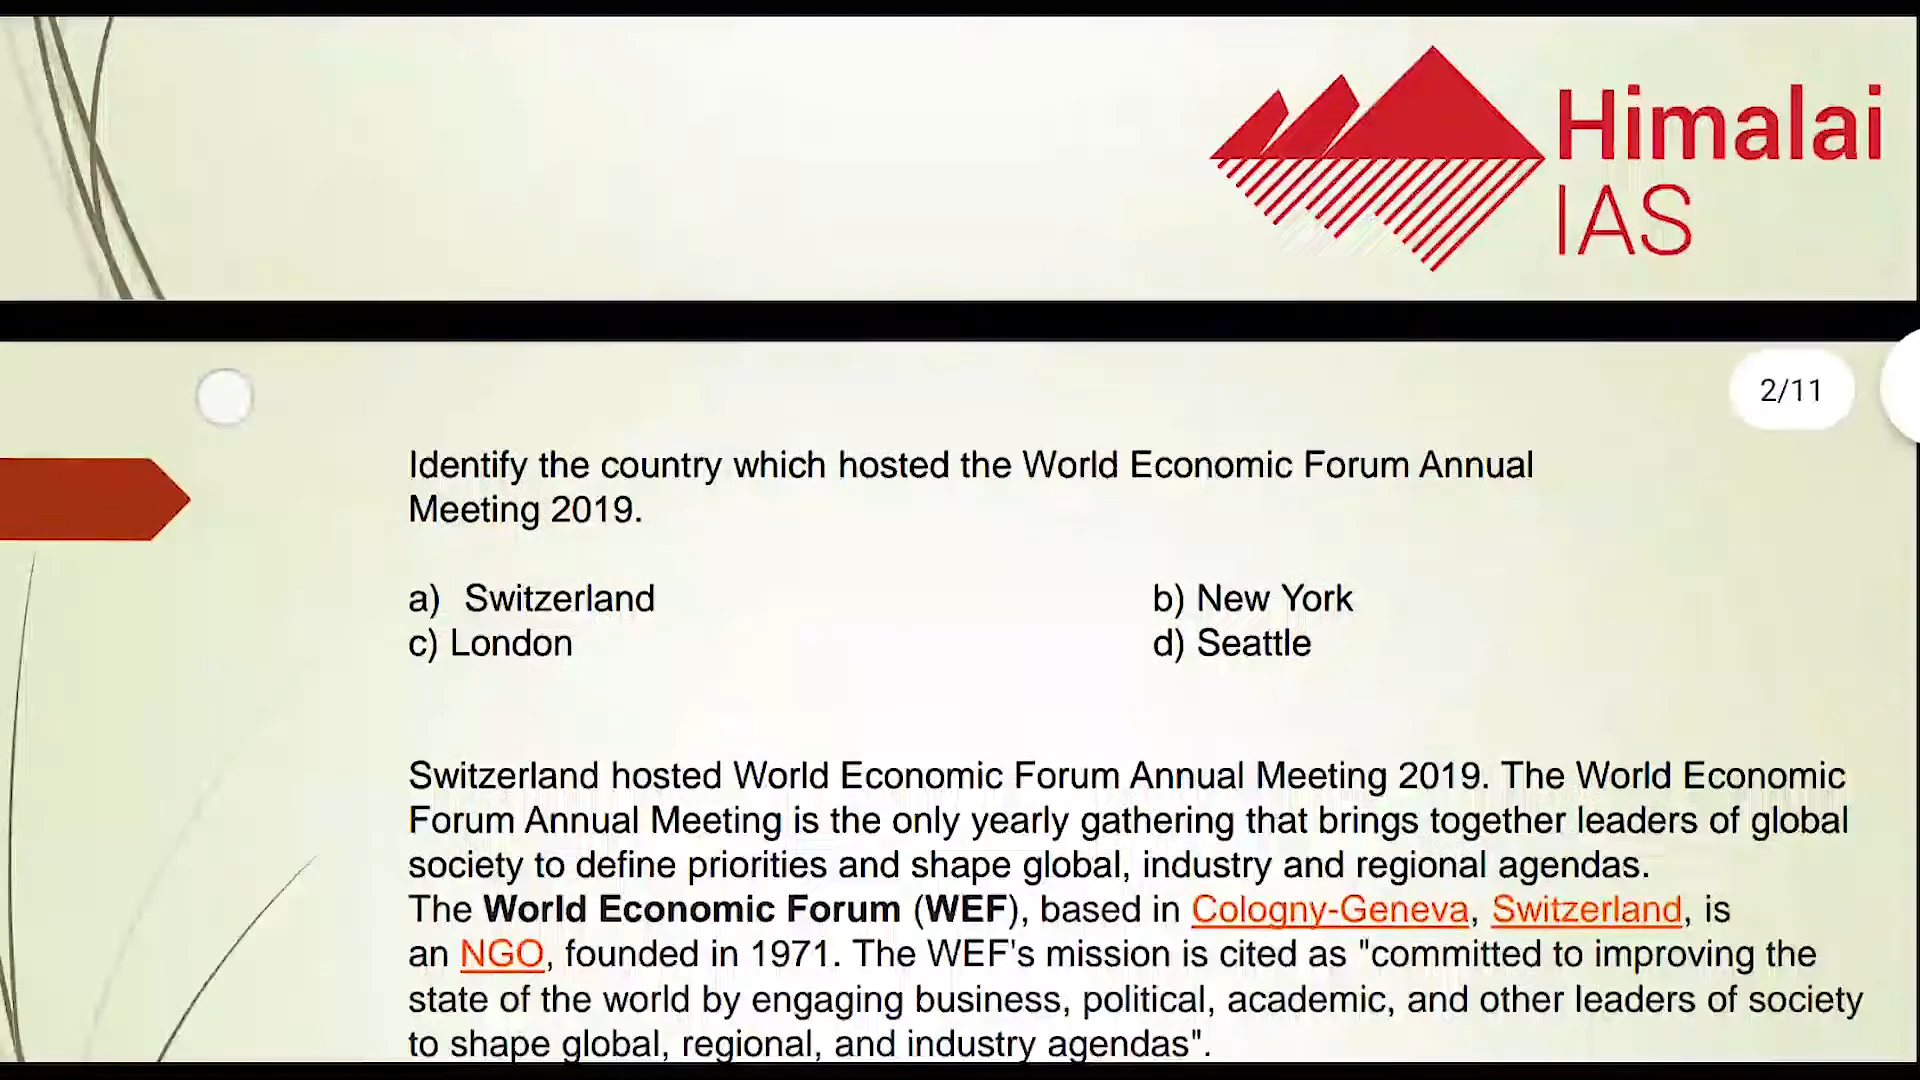 Himalai
IAS
2/11
Identify the country which hosted the World Economic Forum Annual
Meeting 2019.
a) Switzerland
b) New York
c) London
d) Seattle
Switzerland hosted World Economic Forum Annual Meeting 2019. The World Economic
Forum Annual Meeting is the only yearly gathering that brings together leaders of global
society to define priorities and shape global, industry and regional agendas.
The World Economic Forum (WEF), based in Cologny-Geneva, Switzerland, is
an NGO, founded in 1971. The WEF's mission is cited as "committed to improving the
state of the world by engaging business, political, academic, and other leaders of society
to shape global, regional, and industry agendas".